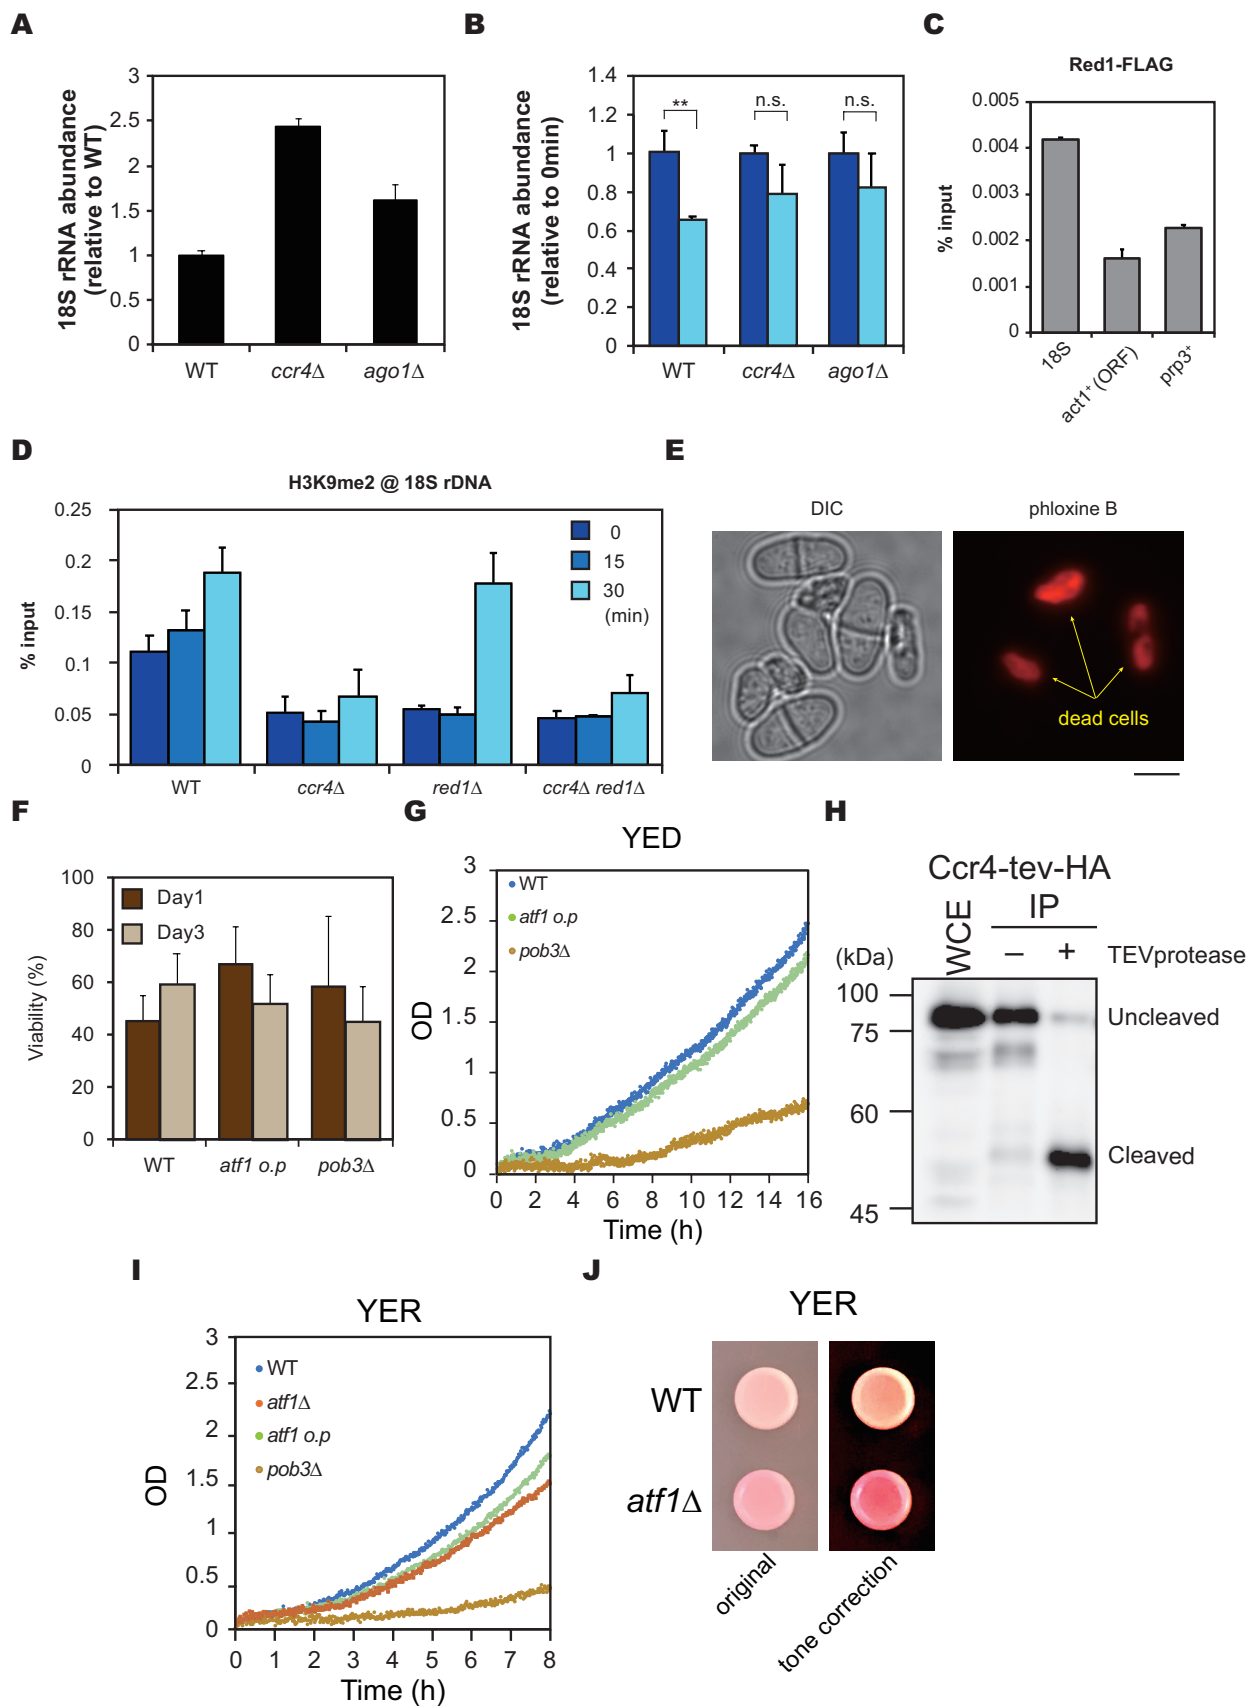 A
18S rRNA abundance
(relative to WT)
3
2.5
2
1.5
1
0.5
0
WT
ccr4Δ
ago1Δ
B
18S rRNA abundance
(relative to 0min)
1.4
1.2
1
0.8
0.6
0.4
0.2
0
**
n.s.
n.s.
WT
ccr4Δ
ago1Δ
C
Red1-FLAG
% input
0.005
0.004
0.003
0.002
0.001
0
18S
act1⁺ (ORF)
prp3⁺
D
H3K9me2 @ 18S rDNA
% input
0.25
0.2
0.15
0.1
0.05
0
0
15
30
(min)
WT
ccr4Δ
red1Δ
ccr4Δ red1Δ
E
DIC
phloxine B
dead cells
F
Viability (%)
100
80
60
40
20
0
Day1
Day3
WT
atf1 o.p
pob3Δ
G
YED
OD
3
2.5
2
1.5
1
0.5
0
WT
atf1 o.p
pob3Δ
0 2 4 6 8 10 12 14 16
Time (h)
H
Ccr4-tev-HA
WCE
IP
− +
TEVprotease
(kDa)
100
75
60
45
Uncleaved
Cleaved
I
YER
OD
3
2.5
2
1.5
1
0.5
0
WT
atf1Δ
atf1 o.p
pob3Δ
0 1 2 3 4 5 6 7 8
Time (h)
J
YER
WT
atf1Δ
original
tone correction